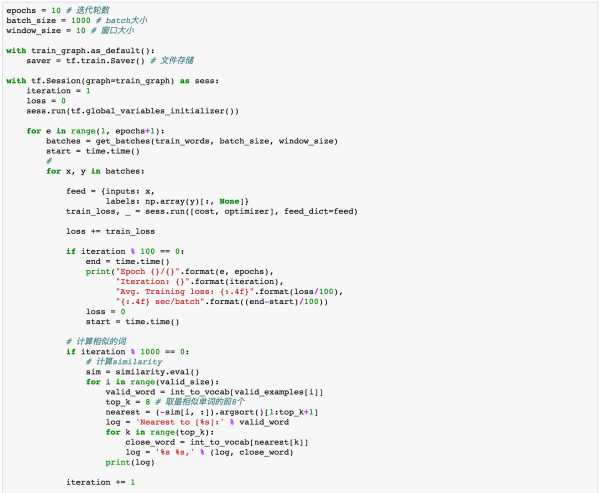 epochs = 10 # 迭代轮数
batch_size = 1000 # batch大小
window_size = 10 # 窗口大小

with train_graph.as_default():
    saver = tf.train.Saver() # 文件存储

with tf.Session(graph=train_graph) as sess:
    iteration = 1
    loss = 0
    sess.run(tf.global_variables_initializer())

    for e in range(1, epochs+1):
        batches = get_batches(train_words, batch_size, window_size)
        start = time.time()
        #
        for x, y in batches:

            feed = {inputs: x,
                    labels: np.array(y)[:, None]}
            train_loss, _ = sess.run([cost, optimizer], feed_dict=feed)

            loss += train_loss

            if iteration % 100 == 0:
                end = time.time()
                print("Epoch {}/{}".format(e, epochs),
                      "Iteration: {}".format(iteration),
                      "Avg. Training loss: {:.4f}".format(loss/100),
                      "{:.4f} sec/batch".format((end-start)/100))
                loss = 0
                start = time.time()

            # 计算相似的词
            if iteration % 1000 == 0:
                # 计算similarity
                sim = similarity.eval()
                for i in range(valid_size):
                    valid_word = int_to_vocab[valid_examples[i]]
                    top_k = 8 # 取最相似单词的前8个
                    nearest = (-sim[i, :]).argsort()[1:top_k+1]
                    log = 'Nearest to [%s]:' % valid_word
                    for k in range(top_k):
                        close_word = int_to_vocab[nearest[k]]
                        log = '%s %s,' % (log, close_word)
                    print(log)

            iteration += 1